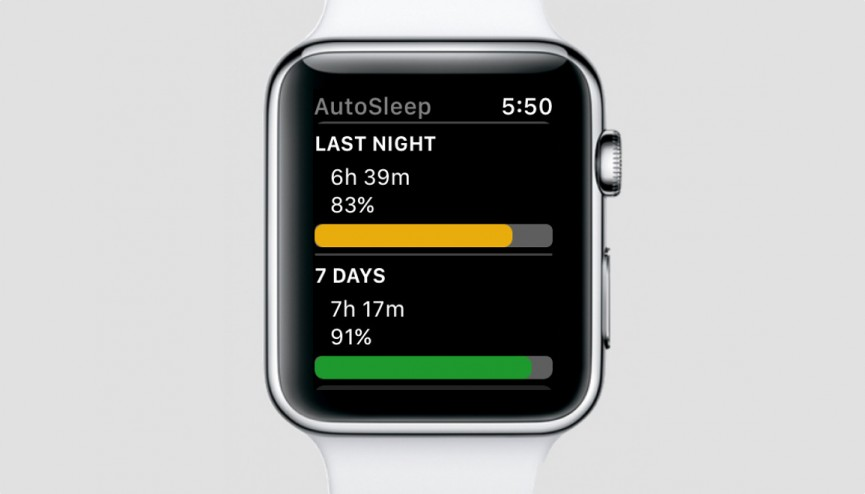 AutoSleep 5:50
LAST NIGHT
6h 39m
83%
7 DAYS
7h 17m
91%